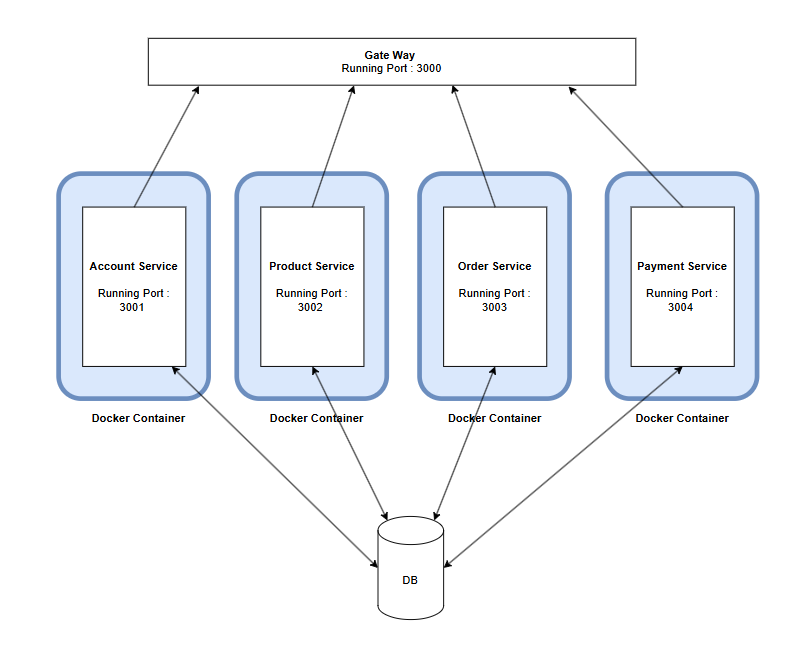 Gate Way
Running Port : 3000
Account Service
Running Port :
3001
Product Service
Running Port :
3002
Order Service
Running Port :
3003
Payment Service
Running Port :
3004
Docker Container
Docker Container
Docker Container
Docker Container
DB